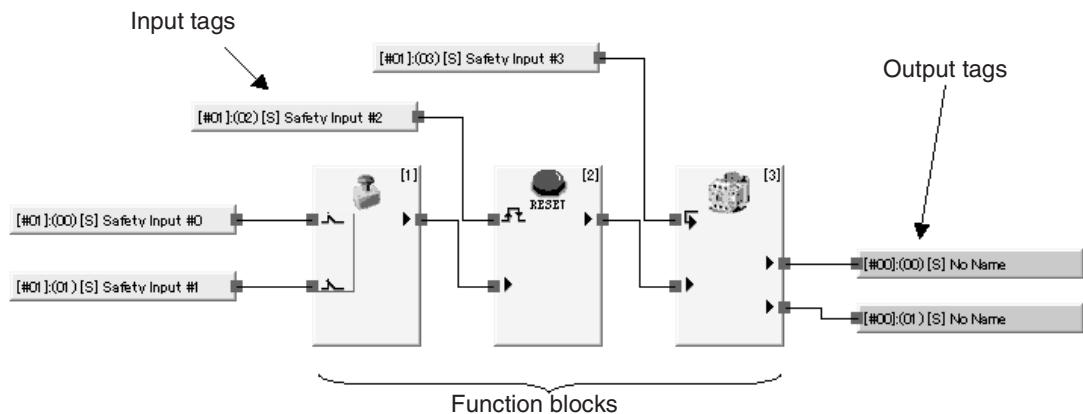 Input tags
[#01]:(03) [S] Safety Input #3
Output tags
[#01]:(02) [S] Safety Input #2
[1]
[2]
[3]
RESET
[#01]:(00) [S] Safety Input #0
[#00]:(00) [S] No Name
[#01]:(01) [S] Safety Input #1
[#00]:(01) [S] No Name
Function blocks